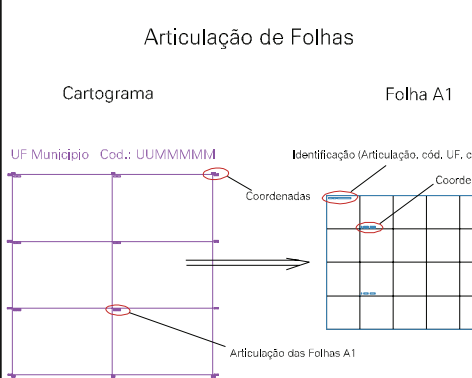 Articulação de Folhas
Cartograma
Folha A1
UF Município Cod.: UUMMMMM
Identificação (Articulação, cód. UF, c
Coordenadas
Coorde
Articulação das Folhas A1